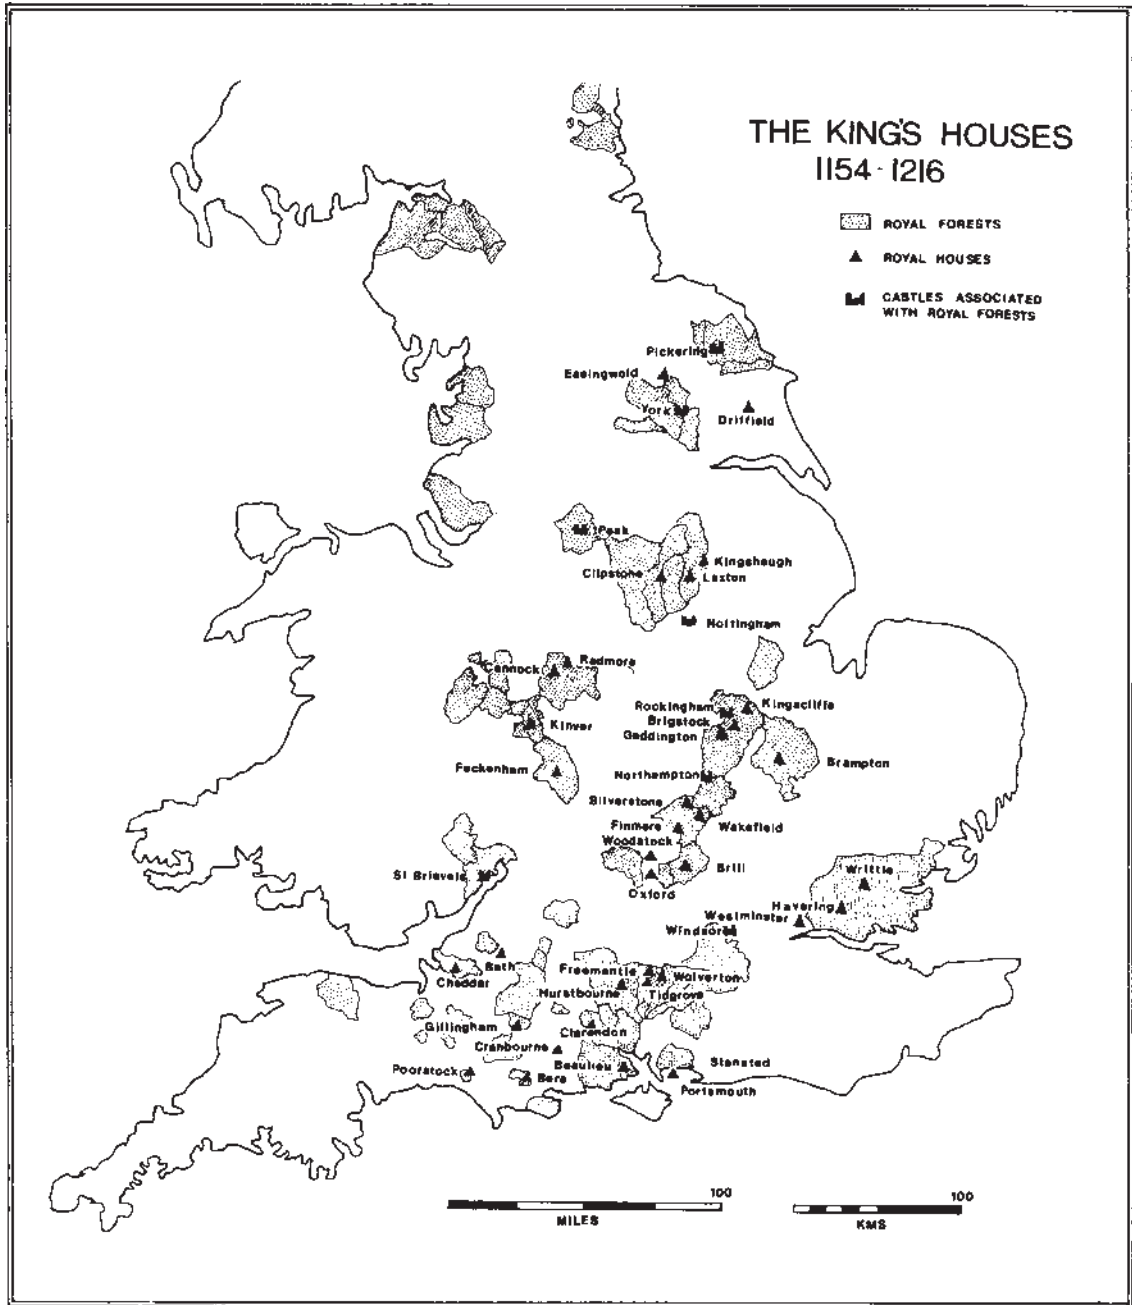 THE KING'S HOUSES
1154-1216
ROYAL FORESTS
ROYAL HOUSES
CASTLES ASSOCIATED
WITH ROYAL FORESTS
Pickering
Easingwold
York
Driffield
Peak
Kingshaugh
Clipstone
Laxton
Nottingham
Radmore
Cannock
Kingscliffe
Rockingham
Brigstock
Kinver
Geddington
Brampton
Feckenham
Northampton
Silverstone
Finmere
Wakefield
Woodstock
Brill
St Briavels
Oxford
Writtle
Havering
Westminster
Windsor
Bath
Freemantle
Wolverton
Cheddar
Hurstbourne
Tidgrove
Gillingham
Clarendon
Cranbourne
Beaulieu
Stansted
Poorstock
Bere
Portsmouth
100
MILES
100
KMS